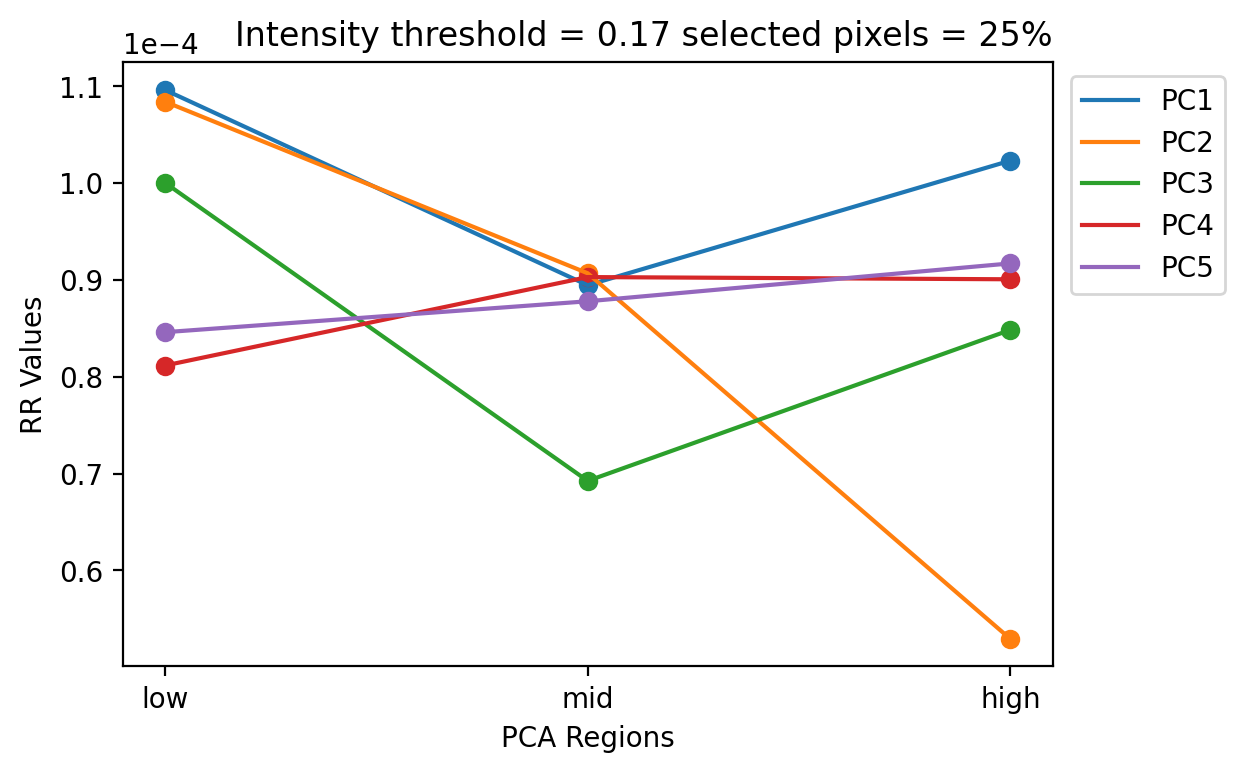 Intensity threshold = 0.17 selected pixels = 25%
1e−4
1.1
1.0
0.9
0.8
0.7
0.6
RR Values
low
mid
high
PCA Regions
PC1
PC2
PC3
PC4
PC5